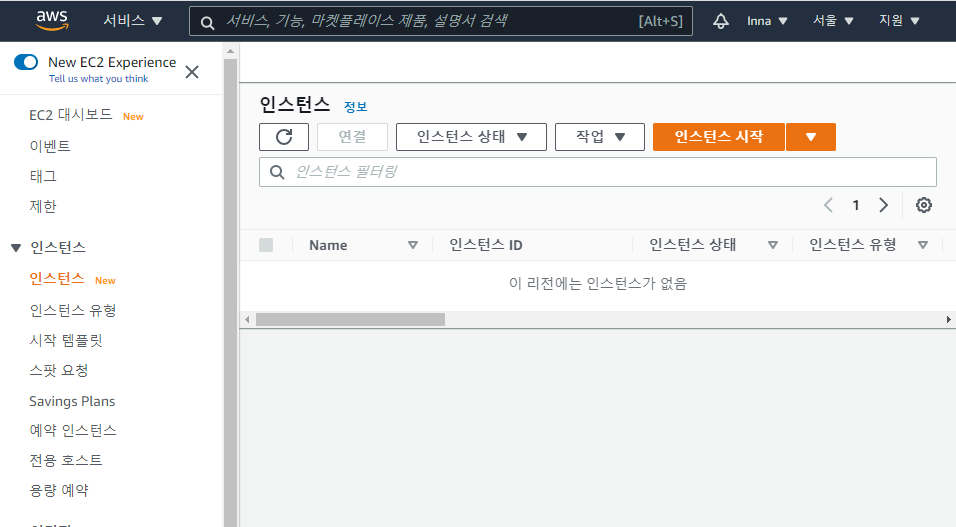 aws 서비스 서비스, 기능, 마켓플레이스 제품, 설명서 검색 [Alt+S] Inna 서울 지원
New EC2 Experience
Tell us what you think
EC2 대시보드 New
이벤트
태그
제한
인스턴스
인스턴스 New
인스턴스 유형
시작 템플릿
스팟 요청
Savings Plans
예약 인스턴스
전용 호스트
용량 예약
인스턴스 정보
연결 인스턴스 상태 작업 인스턴스 시작
인스턴스 필터링
1
Name 인스턴스 ID 인스턴스 상태 인스턴스 유형
이 리전에는 인스턴스가 없음